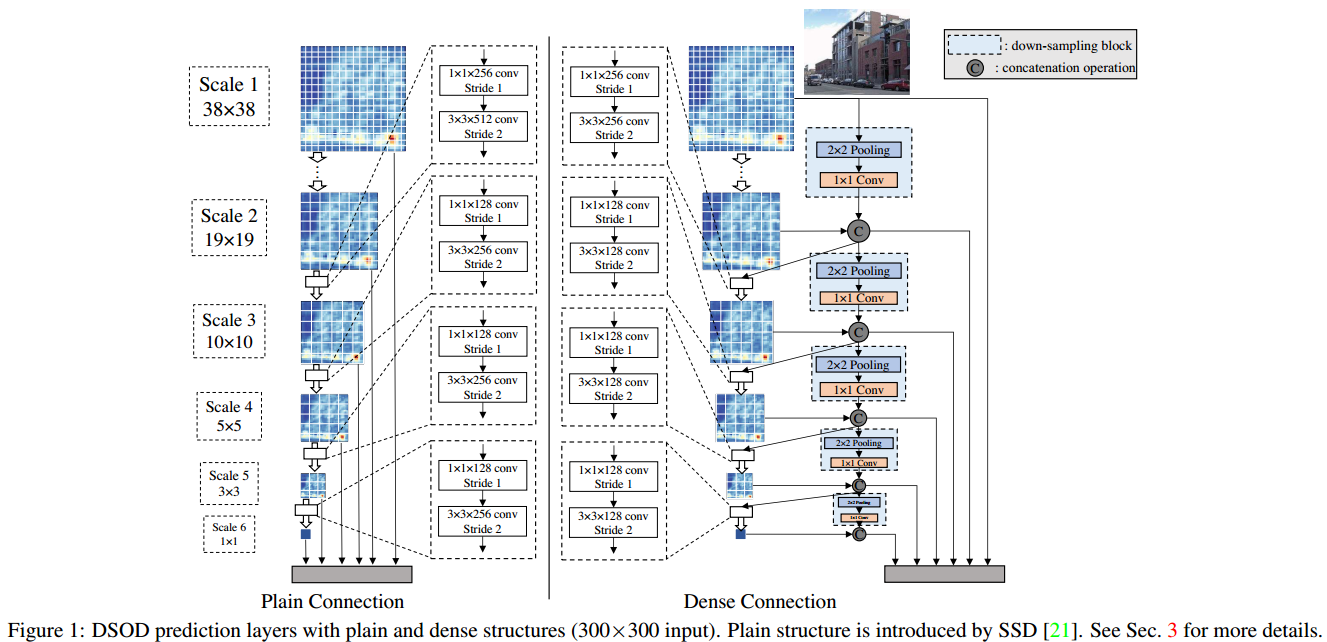 Scale 1
38×38
Scale 2
19×19
Scale 3
10×10
Scale 4
5×5
Scale 5
3×3
Scale 6
1×1
1×1×256 conv
Stride 1
3×3×512 conv
Stride 2
1×1×128 conv
Stride 1
3×3×256 conv
Stride 2
1×1×128 conv
Stride 1
3×3×256 conv
Stride 2
1×1×128 conv
Stride 1
3×3×256 conv
Stride 2
Plain Connection
1×1×256 conv
Stride 1
3×3×256 conv
Stride 2
1×1×128 conv
Stride 1
3×3×128 conv
Stride 2
1×1×128 conv
Stride 1
3×3×128 conv
Stride 2
1×1×128 conv
Stride 1
3×3×128 conv
Stride 2
2×2 Pooling
1×1 Conv
C
2×2 Pooling
1×1 Conv
C
2×2 Pooling
1×1 Conv
C
2×2 Pooling
1×1 Conv
C
2×2 Pooling
1×1 Conv
C
Dense Connection
: down-sampling block
C : concatenation operation
Figure 1: DSOD prediction layers with plain and dense structures (300×300 input). Plain structure is introduced by SSD [21]. See Sec. 3 for more details.